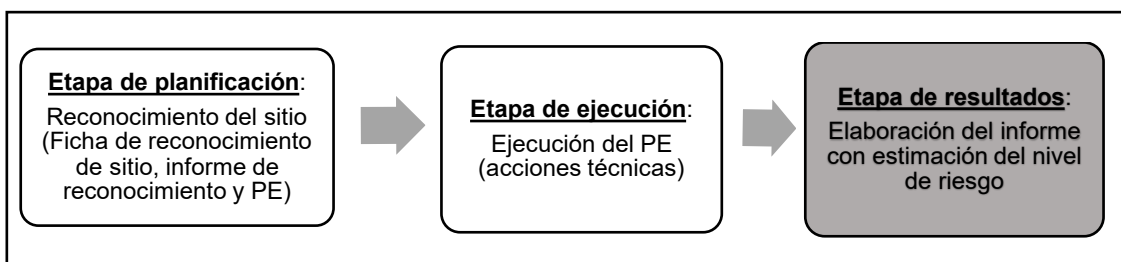 Etapa de planificación:
Reconocimiento del sitio
(Ficha de reconocimiento
de sitio, informe de
reconocimiento y PE)
Etapa de ejecución:
Ejecución del PE
(acciones técnicas)
Etapa de resultados:
Elaboración del informe
con estimación del nivel
de riesgo